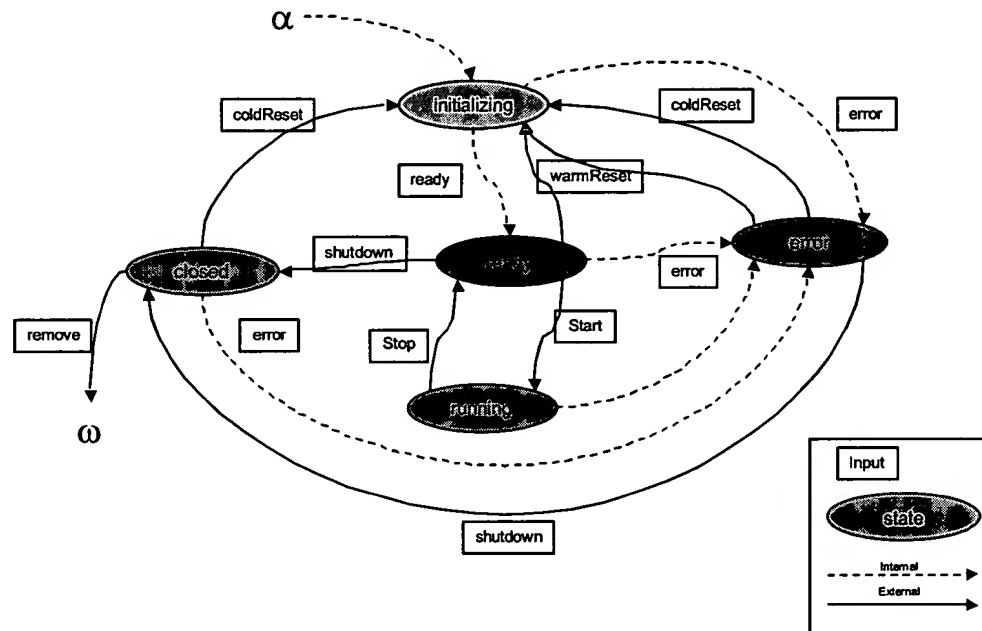 α
initializing
coldReset
coldReset
error
ready
warmReset
shutdown
ready
error
closed
error
remove
error
Stop
Start
running
ω
shutdown
Input
state
Internal
External